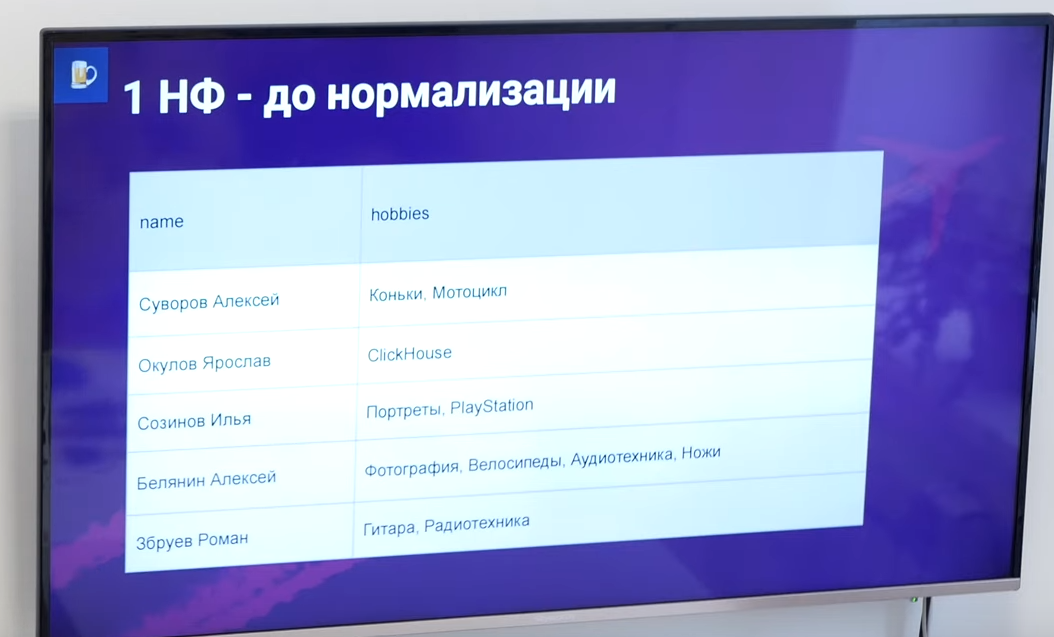 1 НФ - до нормализации
name hobbies
Суворов Алексей Коньки, Мотоцикл
Окулов Ярослав ClickHouse
Созинов Илья Портреты, PlayStation
Белянин Алексей Фотография, Велосипеды, Аудиотехника, Ножи
Збруев Роман Гитара, Радиотехника